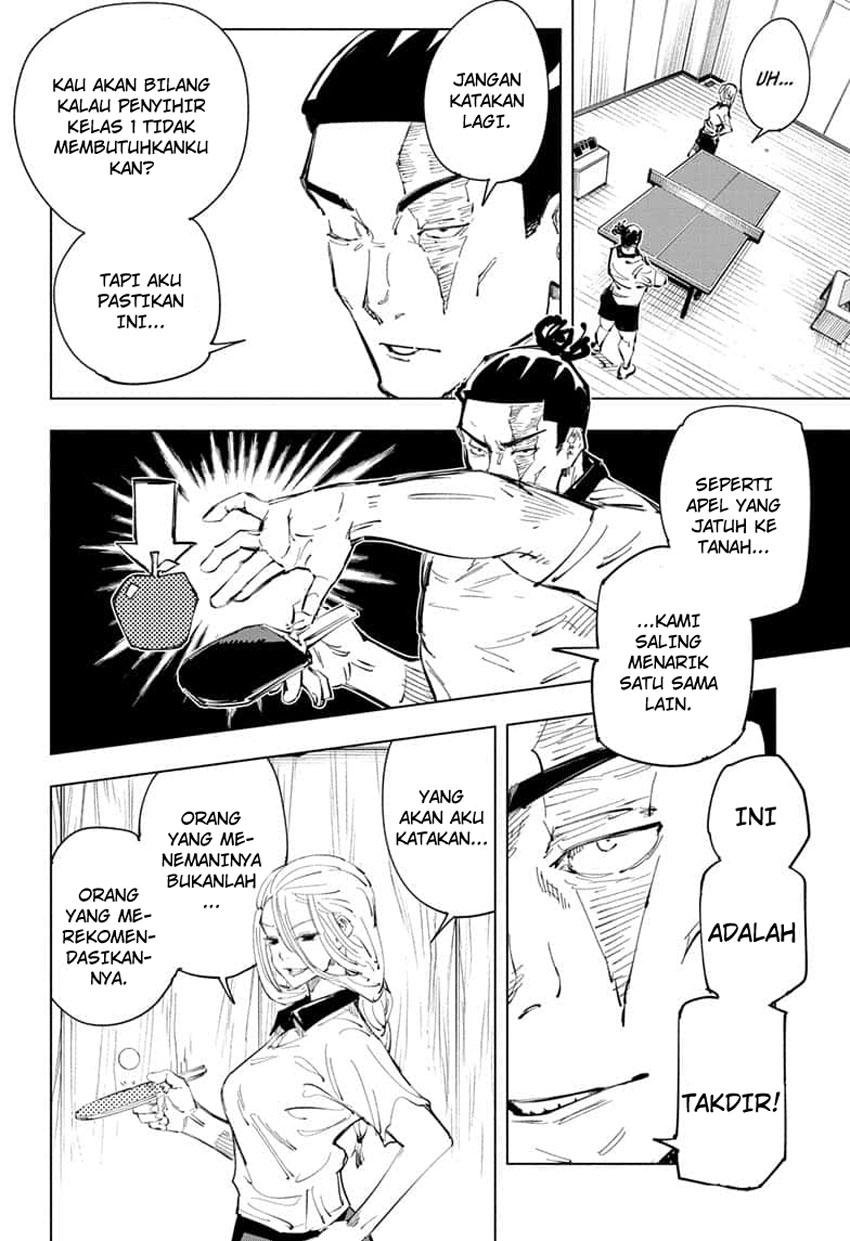 UH...
JANGAN
KATAKAN
LAGI.
KAU AKAN BILANG
KALAU PENYIHIR
KELAS 1 TIDAK
MEMBUTUHKANKU
KAN?
TAPI AKU
PASTIKAN
INI...
SEPERTI
APEL YANG
JATUH KE
TANAH...
...KAMI
SALING
MENARIK
SATU SAMA
LAIN.
INI
ADALAH
TAKDIR!
YANG
AKAN AKU
KATAKAN...
ORANG
YANG ME-
NEMANINYA
BUKANLAH
...
ORANG
YANG ME-
REKOMEN-
DASIKAN-
NYA.